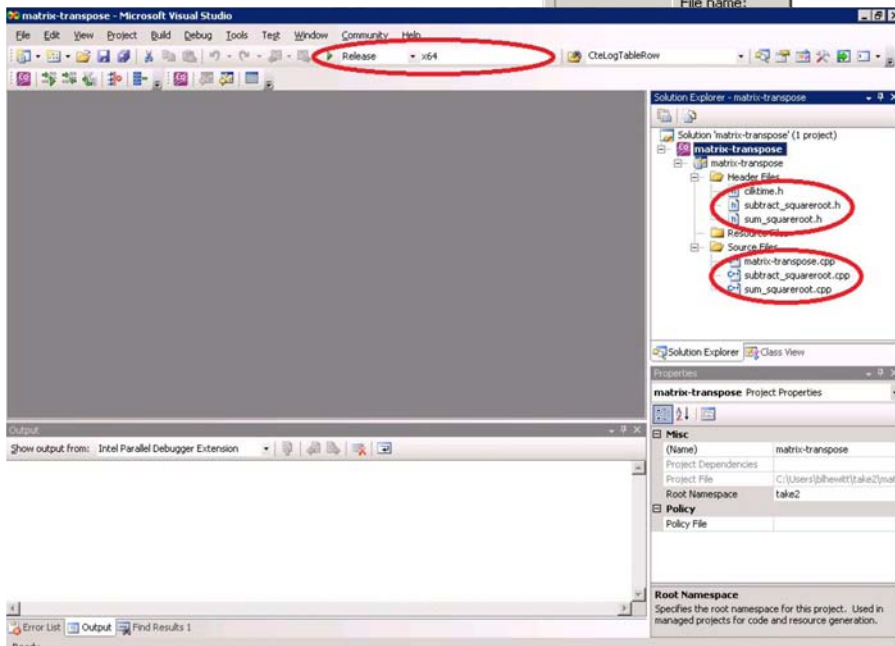 File name:
matrix-transpose - Microsoft Visual Studio
File Edit View Project Build Debug Tools Test Window Community Help
Release x64 CteLogTableRow
Solution Explorer - matrix-transpose
Solution 'matrix-transpose' (1 project)
matrix-transpose
matrix-transpose
Header Files
cilktime.h
subtract_squareroot.h
sum_squareroot.h
Resource Files
Source Files
matrix-transpose.cpp
subtract_squareroot.cpp
sum_squareroot.cpp
Solution Explorer Class View
Properties
matrix-transpose Project Properties
Misc
(Name) matrix-transpose
Project Dependencies
Project File C:\Users\blhewitt\take2\mat
Root Namespace take2
Policy
Policy File
Root Namespace
Specifies the root namespace for this project. Used in
managed projects for code and resource generation.
Output
Show output from: Intel Parallel Debugger Extension
Error List Output Find Results 1
Ready